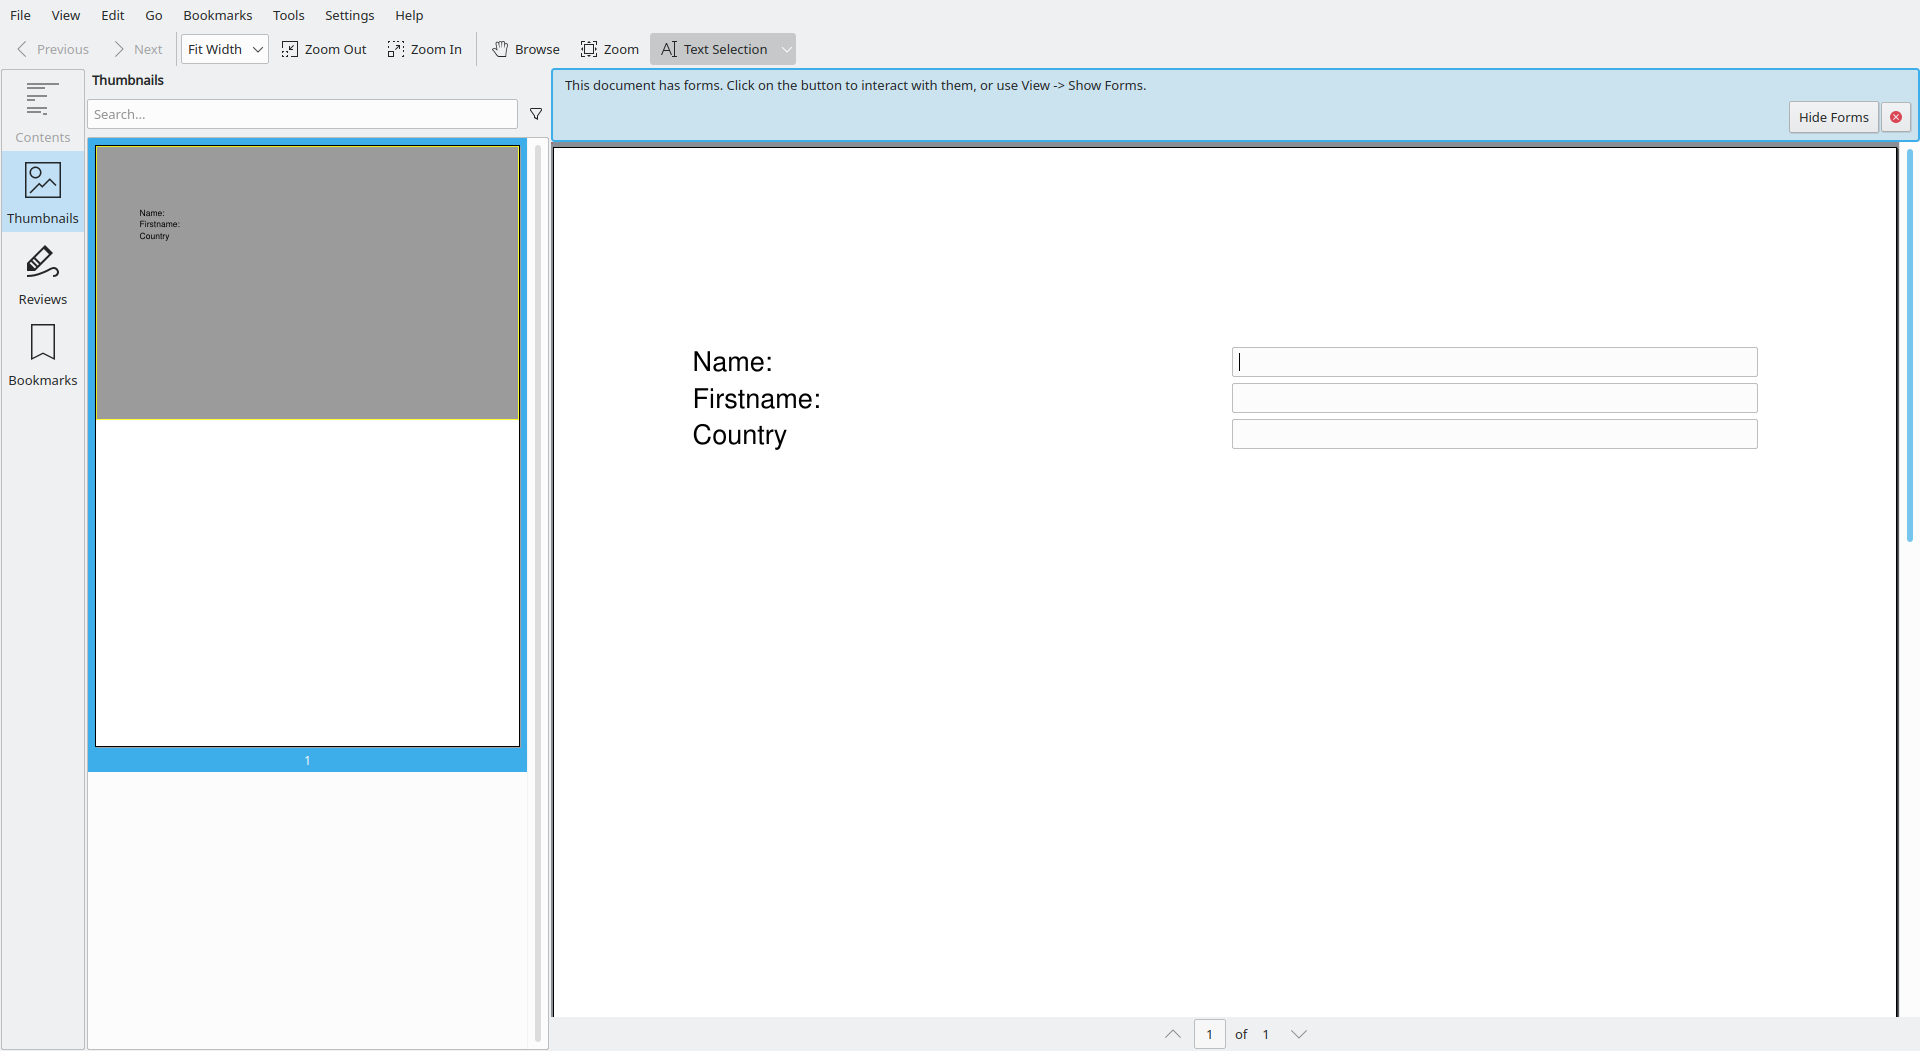 File View Edit Go Bookmarks Tools Settings Help
Previous Next Fit Width Zoom Out Zoom In Browse Zoom Text Selection
Contents
Thumbnails
Reviews
Bookmarks
Thumbnails
Search...
Name:
Firstname:
Country
1
This document has forms. Click on the button to interact with them, or use View -> Show Forms.
Hide Forms
Name:
Firstname:
Country
1 of 1